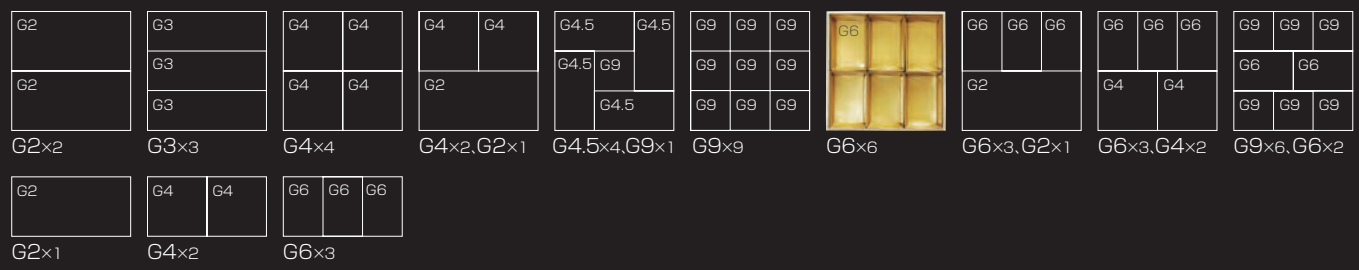 G2
G2
G2×2
G3
G3
G3
G3×3
G4 G4
G4 G4
G4×4
G4 G4
G2
G4×2、G2×1
G4.5 G4.5
G4.5 G9
G4.5
G4.5×4、G9×1
G9 G9 G9
G9 G9 G9
G9 G9 G9
G9×9
G6
G6×6
G6 G6 G6
G2
G6×3、G2×1
G6 G6 G6
G4 G4
G6×3、G4×2
G9 G9 G9
G6 G6
G9 G9 G9
G9×6、G6×2
G2
G2×1
G4 G4
G4×2
G6 G6 G6
G6×3